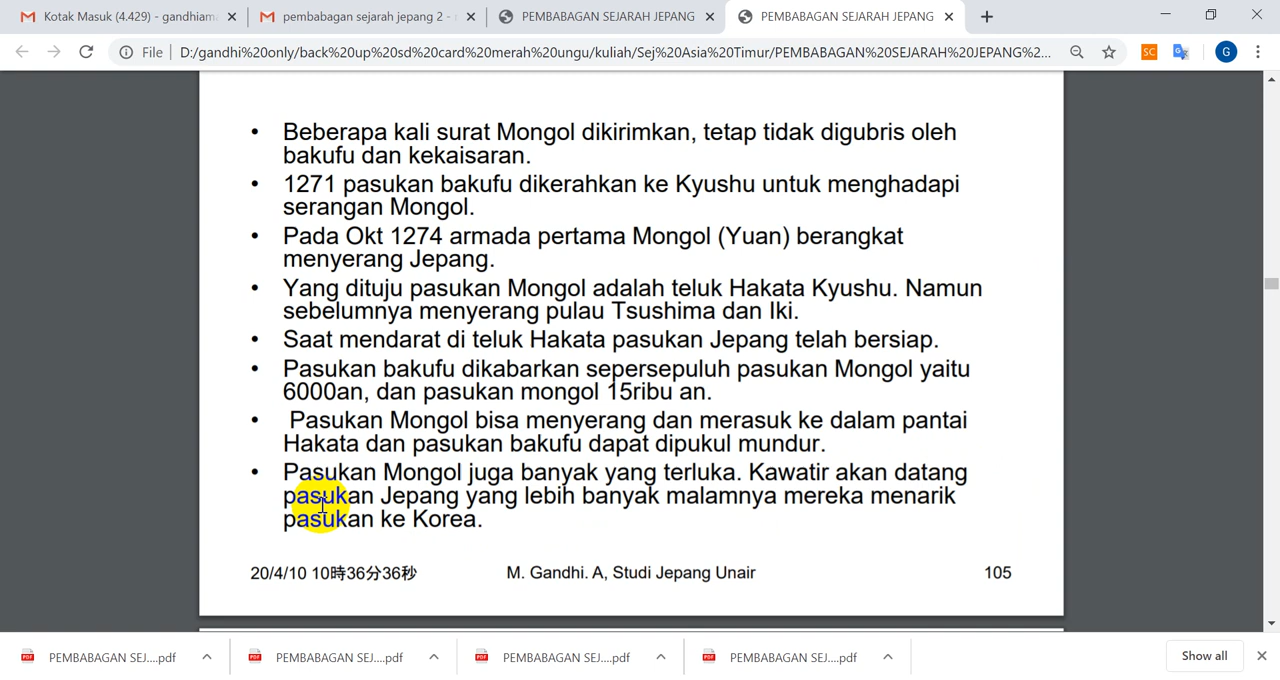 Kotak Masuk (4.429) - gandhiam
pembabagan sejarah jepang 2 -
PEMBABAGAN SEJARAH JEPANG
PEMBABAGAN SEJARAH JEPANG
File
D:/gandhi%20only/back%20up%20sd%20card%20merah%20ungu/kuliah/Sej%20Asia%20Timur/PEMBABAGAN%20SEJARAH%20JEPANG%2...
SC
G
• Beberapa kali surat Mongol dikirimkan, tetap tidak digubris oleh
bakufu dan kekaisaran.
• 1271 pasukan bakufu dikerahkan ke Kyushu untuk menghadapi
serangan Mongol.
• Pada Okt 1274 armada pertama Mongol (Yuan) berangkat
menyerang Jepang.
• Yang dituju pasukan Mongol adalah teluk Hakata Kyushu. Namun
sebelumnya menyerang pulau Tsushima dan Iki.
• Saat mendarat di teluk Hakata pasukan Jepang telah bersiap.
• Pasukan bakufu dikabarkan sepersepuluh pasukan Mongol yaitu
6000an, dan pasukan mongol 15ribu an.
• Pasukan Mongol bisa menyerang dan merasuk ke dalam pantai
Hakata dan pasukan bakufu dapat dipukul mundur.
• Pasukan Mongol juga banyak yang terluka. Kawatir akan datang
pasukan Jepang yang lebih banyak malamnya mereka menarik
pasukan ke Korea.
20/4/10 10時36分36秒
M. Gandhi. A, Studi Jepang Unair
105
PEMBABAGAN SEJ....pdf
PEMBABAGAN SEJ....pdf
PEMBABAGAN SEJ....pdf
PEMBABAGAN SEJ....pdf
Show all